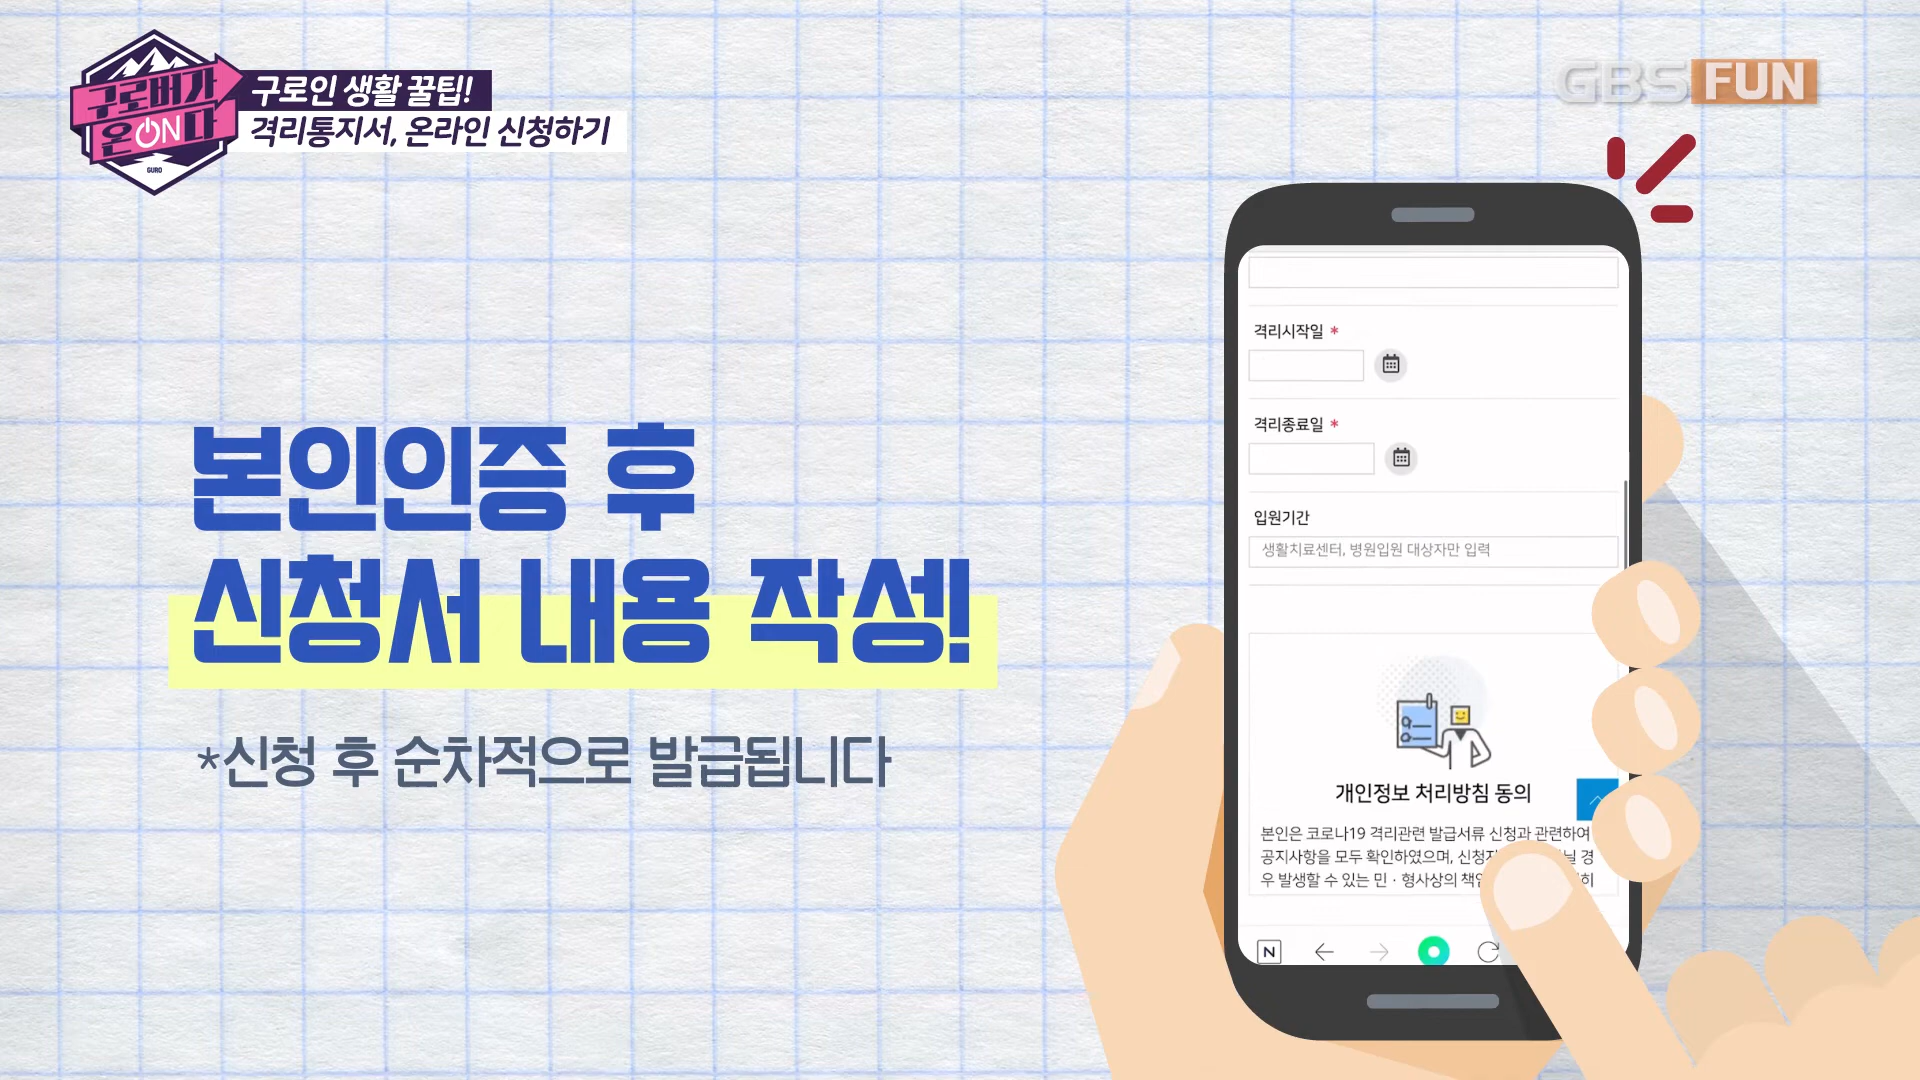 구로버가
온ON다
GURO
구로인 생활 꿀팁!
격리통지서, 온라인 신청하기
GBS FUN
본인인증 후
신청서 내용 작성!
*신청 후 순차적으로 발급됩니다
격리시작일 *
격리종료일 *
입원기간
생활치료센터, 병원입원 대상자만 입력
개인정보 처리방침 동의
본인은 코로나19 격리관련 발급서류 신청과 관련하여
공지사항을 모두 확인하였으며, 경
우 발생할 수 있는 민 · 형사상의
N